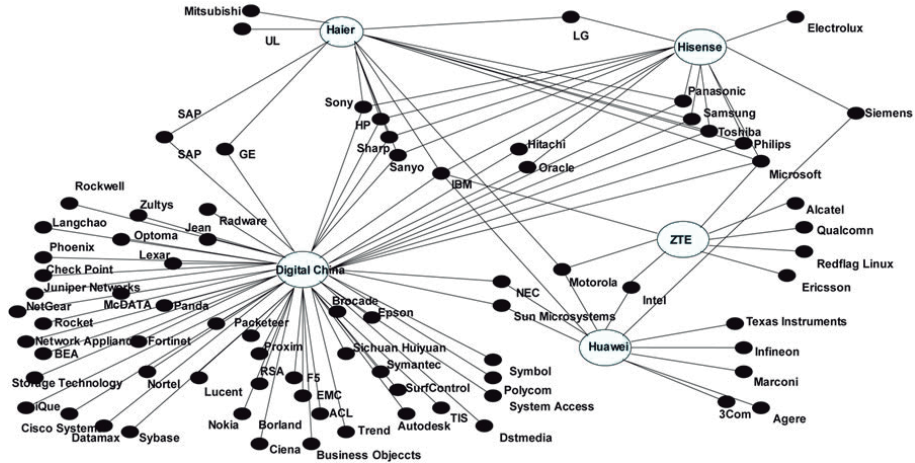 Mitsubishi
UL
Haier
LG
Hisense
Electrolux
Panasonic
Sony
SAP
HP
Samsung
Siemens
Toshiba
SAP
GE
Sharp
Hitachi
Philips
Sanyo
Oracle
Microsoft
IBM
Rockwell
Zultys
Radware
Alcatel
Langchao
Jean
Optoma
Qualcomn
ZTE
Phoenix
Lexar
Redflag Linux
Check Point
Digital China
Motorola
Ericsson
Juniper Networks
NEC
Intel
NetGear
McDATA
Panda
Brocade
Epson
Sun Microsystems
Rocket
Packeteer
Texas Instruments
Network Applianc
Fortinet
Proxim
Sichuan Huiyuan
Huawei
Infineon
BEA
Symantec
Symbol
Storage Technology
Nortel
RSA
F5
Marconi
Lucent
EMC
SurfControl
Polycom
System Access
iQue
ACL
TIS
3Com
Agere
Cisco System
Nokia
Borland
Trend
Autodesk
Datamax
Sybase
Dstmedia
Ciena
Business Objeccts